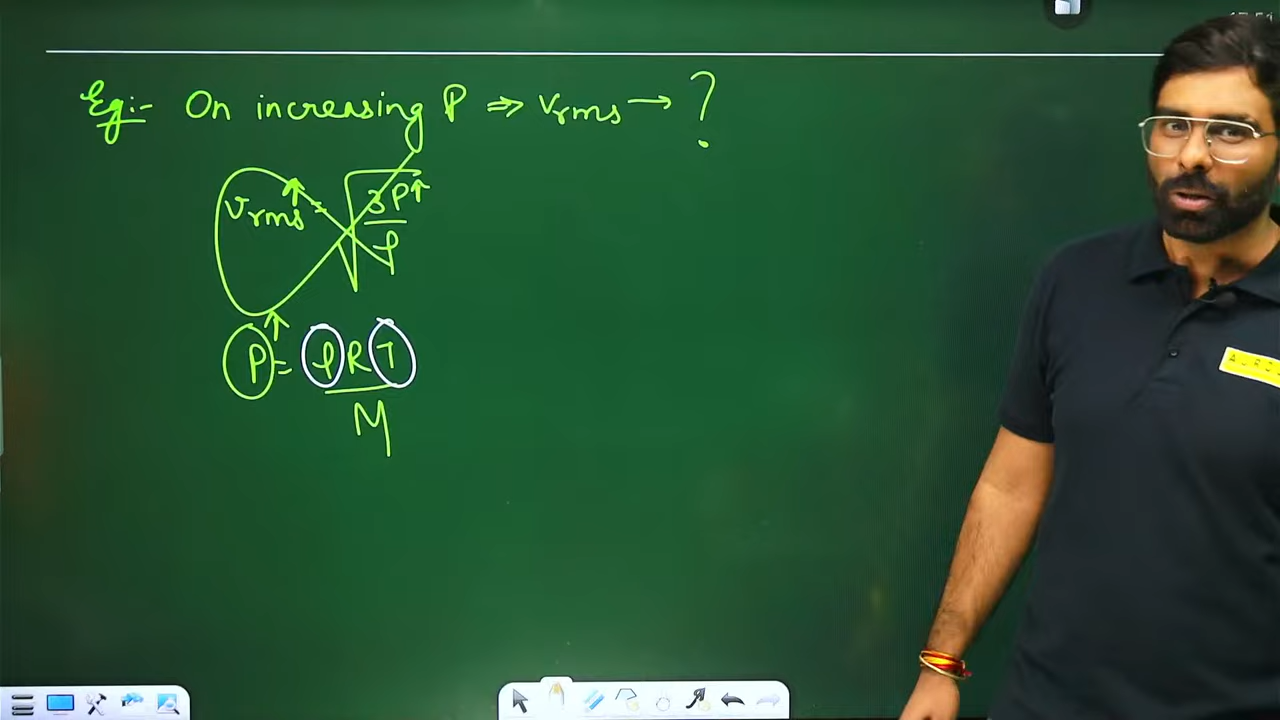 Eg:- On increasing P ⇒ vrms → ?
vrms↑ = √(3P↑/ρ)
P↑ = ρRT/M